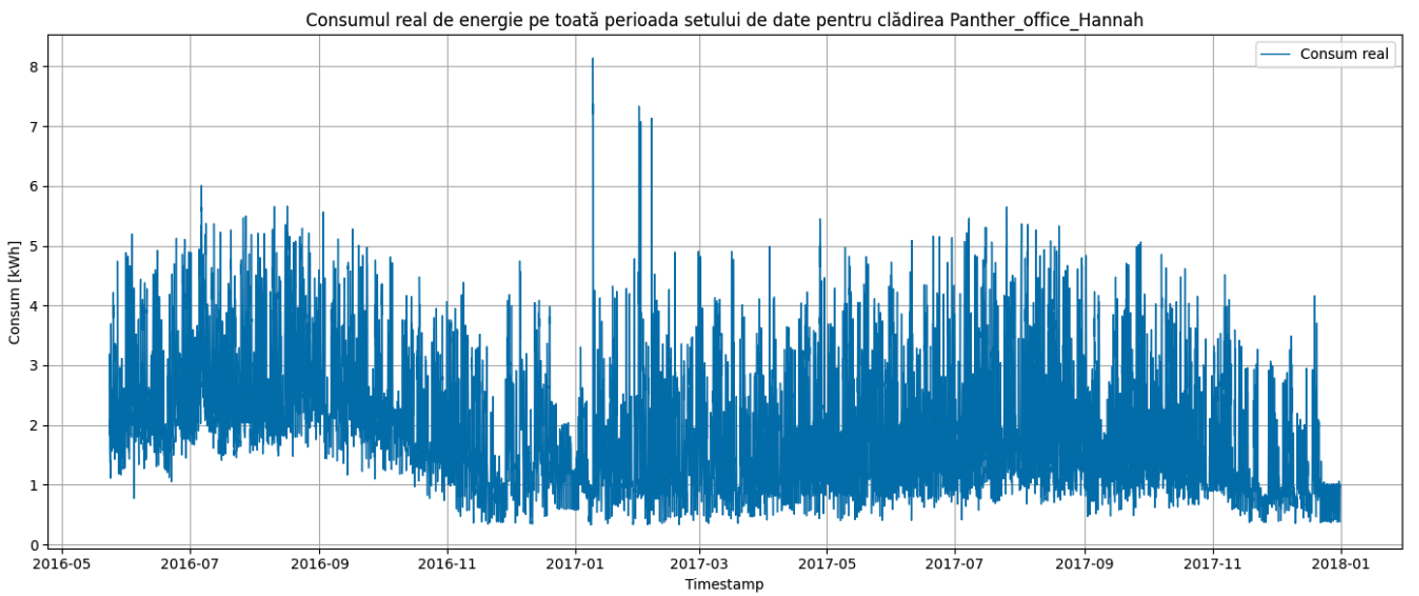 Consumul real de energie pe toată perioada setului de date pentru clădirea Panther_office_Hannah
Consum real
8
7
6
5
4
3
2
1
0
Consum [kWh]
2016-05 2016-07 2016-09 2016-11 2017-01 2017-03 2017-05 2017-07 2017-09 2017-11 2018-01
Timestamp